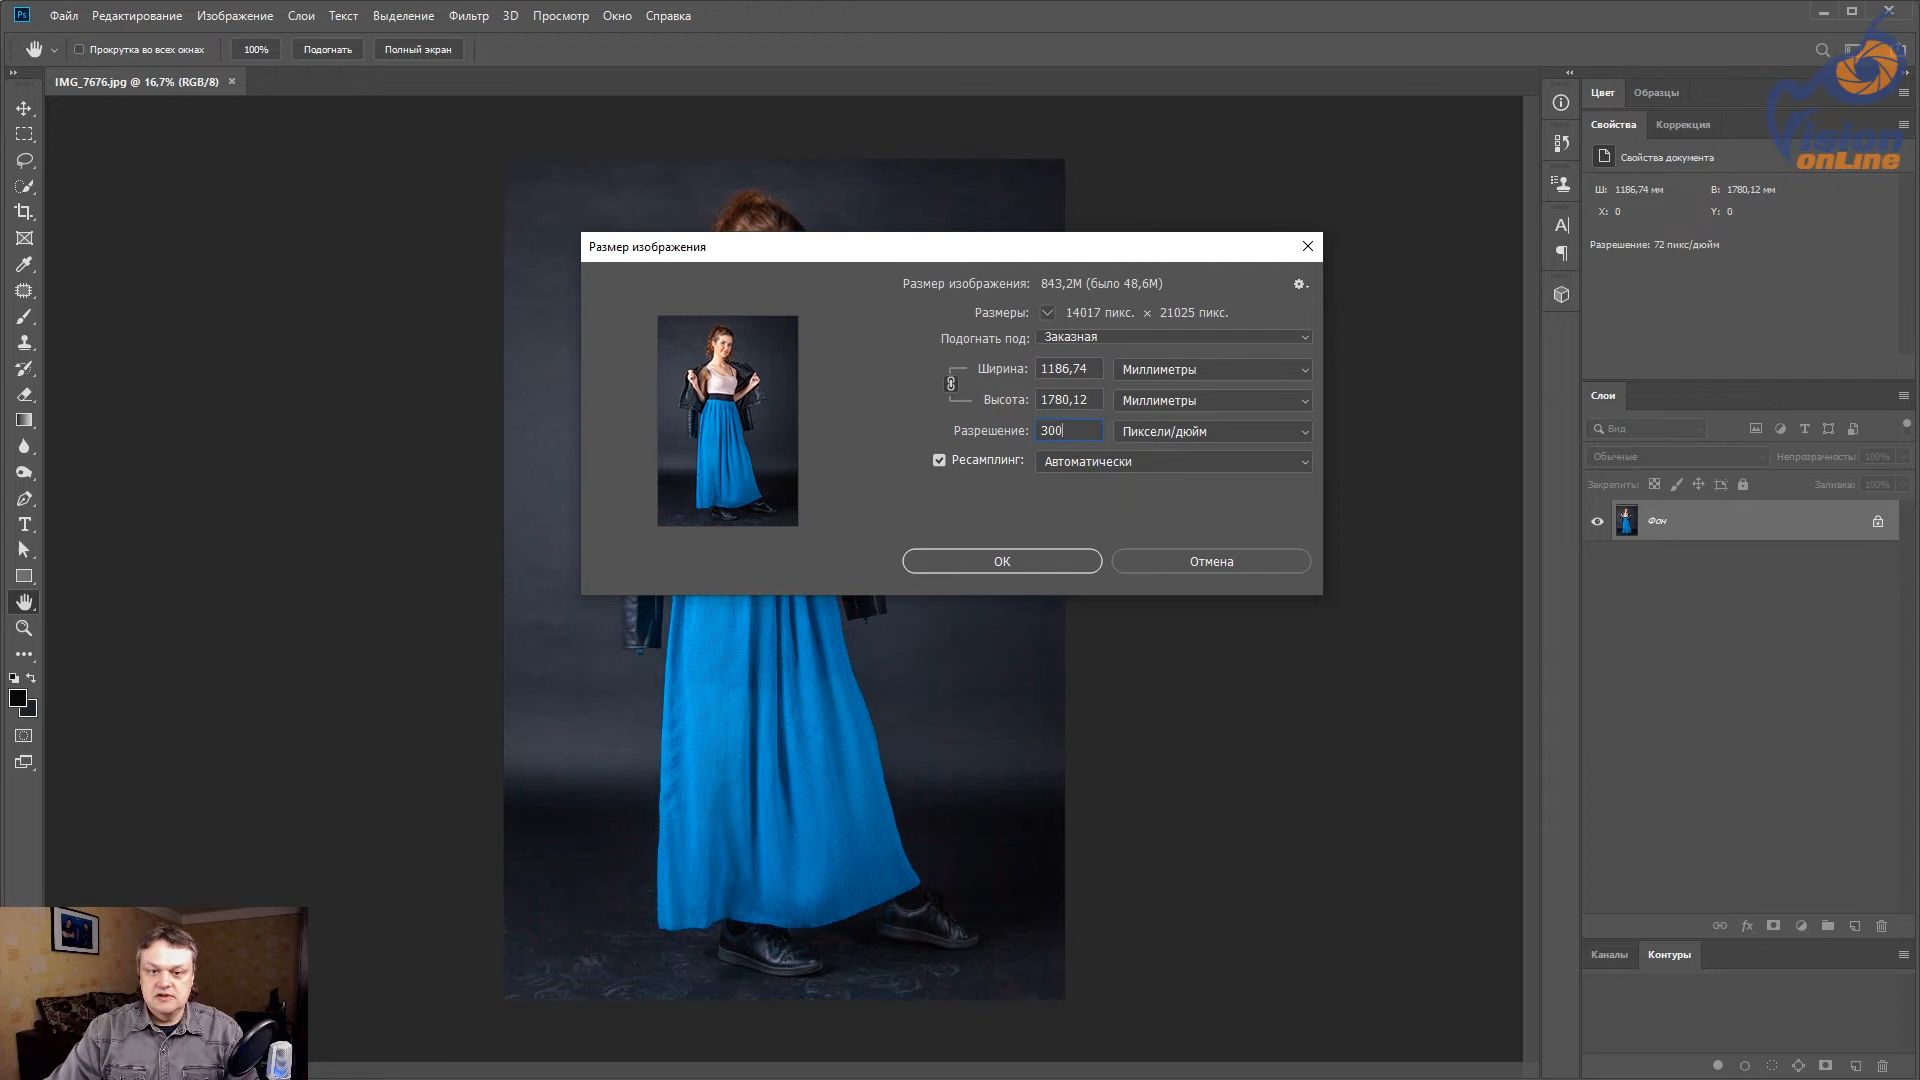 Ps Файл Редактирование Изображение Слои Текст Выделение Фильтр 3D Просмотр Окно Справка
Прокрутка во всех окнах 100% Подогнать Полный экран
IMG_7676.jpg @ 16,7% (RGB/8)
Цвет Образцы
Свойства Коррекция
Vision
onLine
Свойства документа
Ш: 1186,74 мм В: 1780,12 мм
X: 0 Y: 0
Разрешение: 72 пикс/дюйм
Размер изображения
Размер изображения: 843,2M (было 48,6M)
Размеры: 14017 пикс. × 21025 пикс.
Подогнать под: Заказная
Ширина: 1186,74 Миллиметры
Высота: 1780,12 Миллиметры
Разрешение: 300 Пиксели/дюйм
Ресамплинг: Автоматически
ОК Отмена
Слои
Вид
Обычные Непрозрачность: 100%
Закрепить: Заливка: 100%
Фон
fx
Каналы Контуры